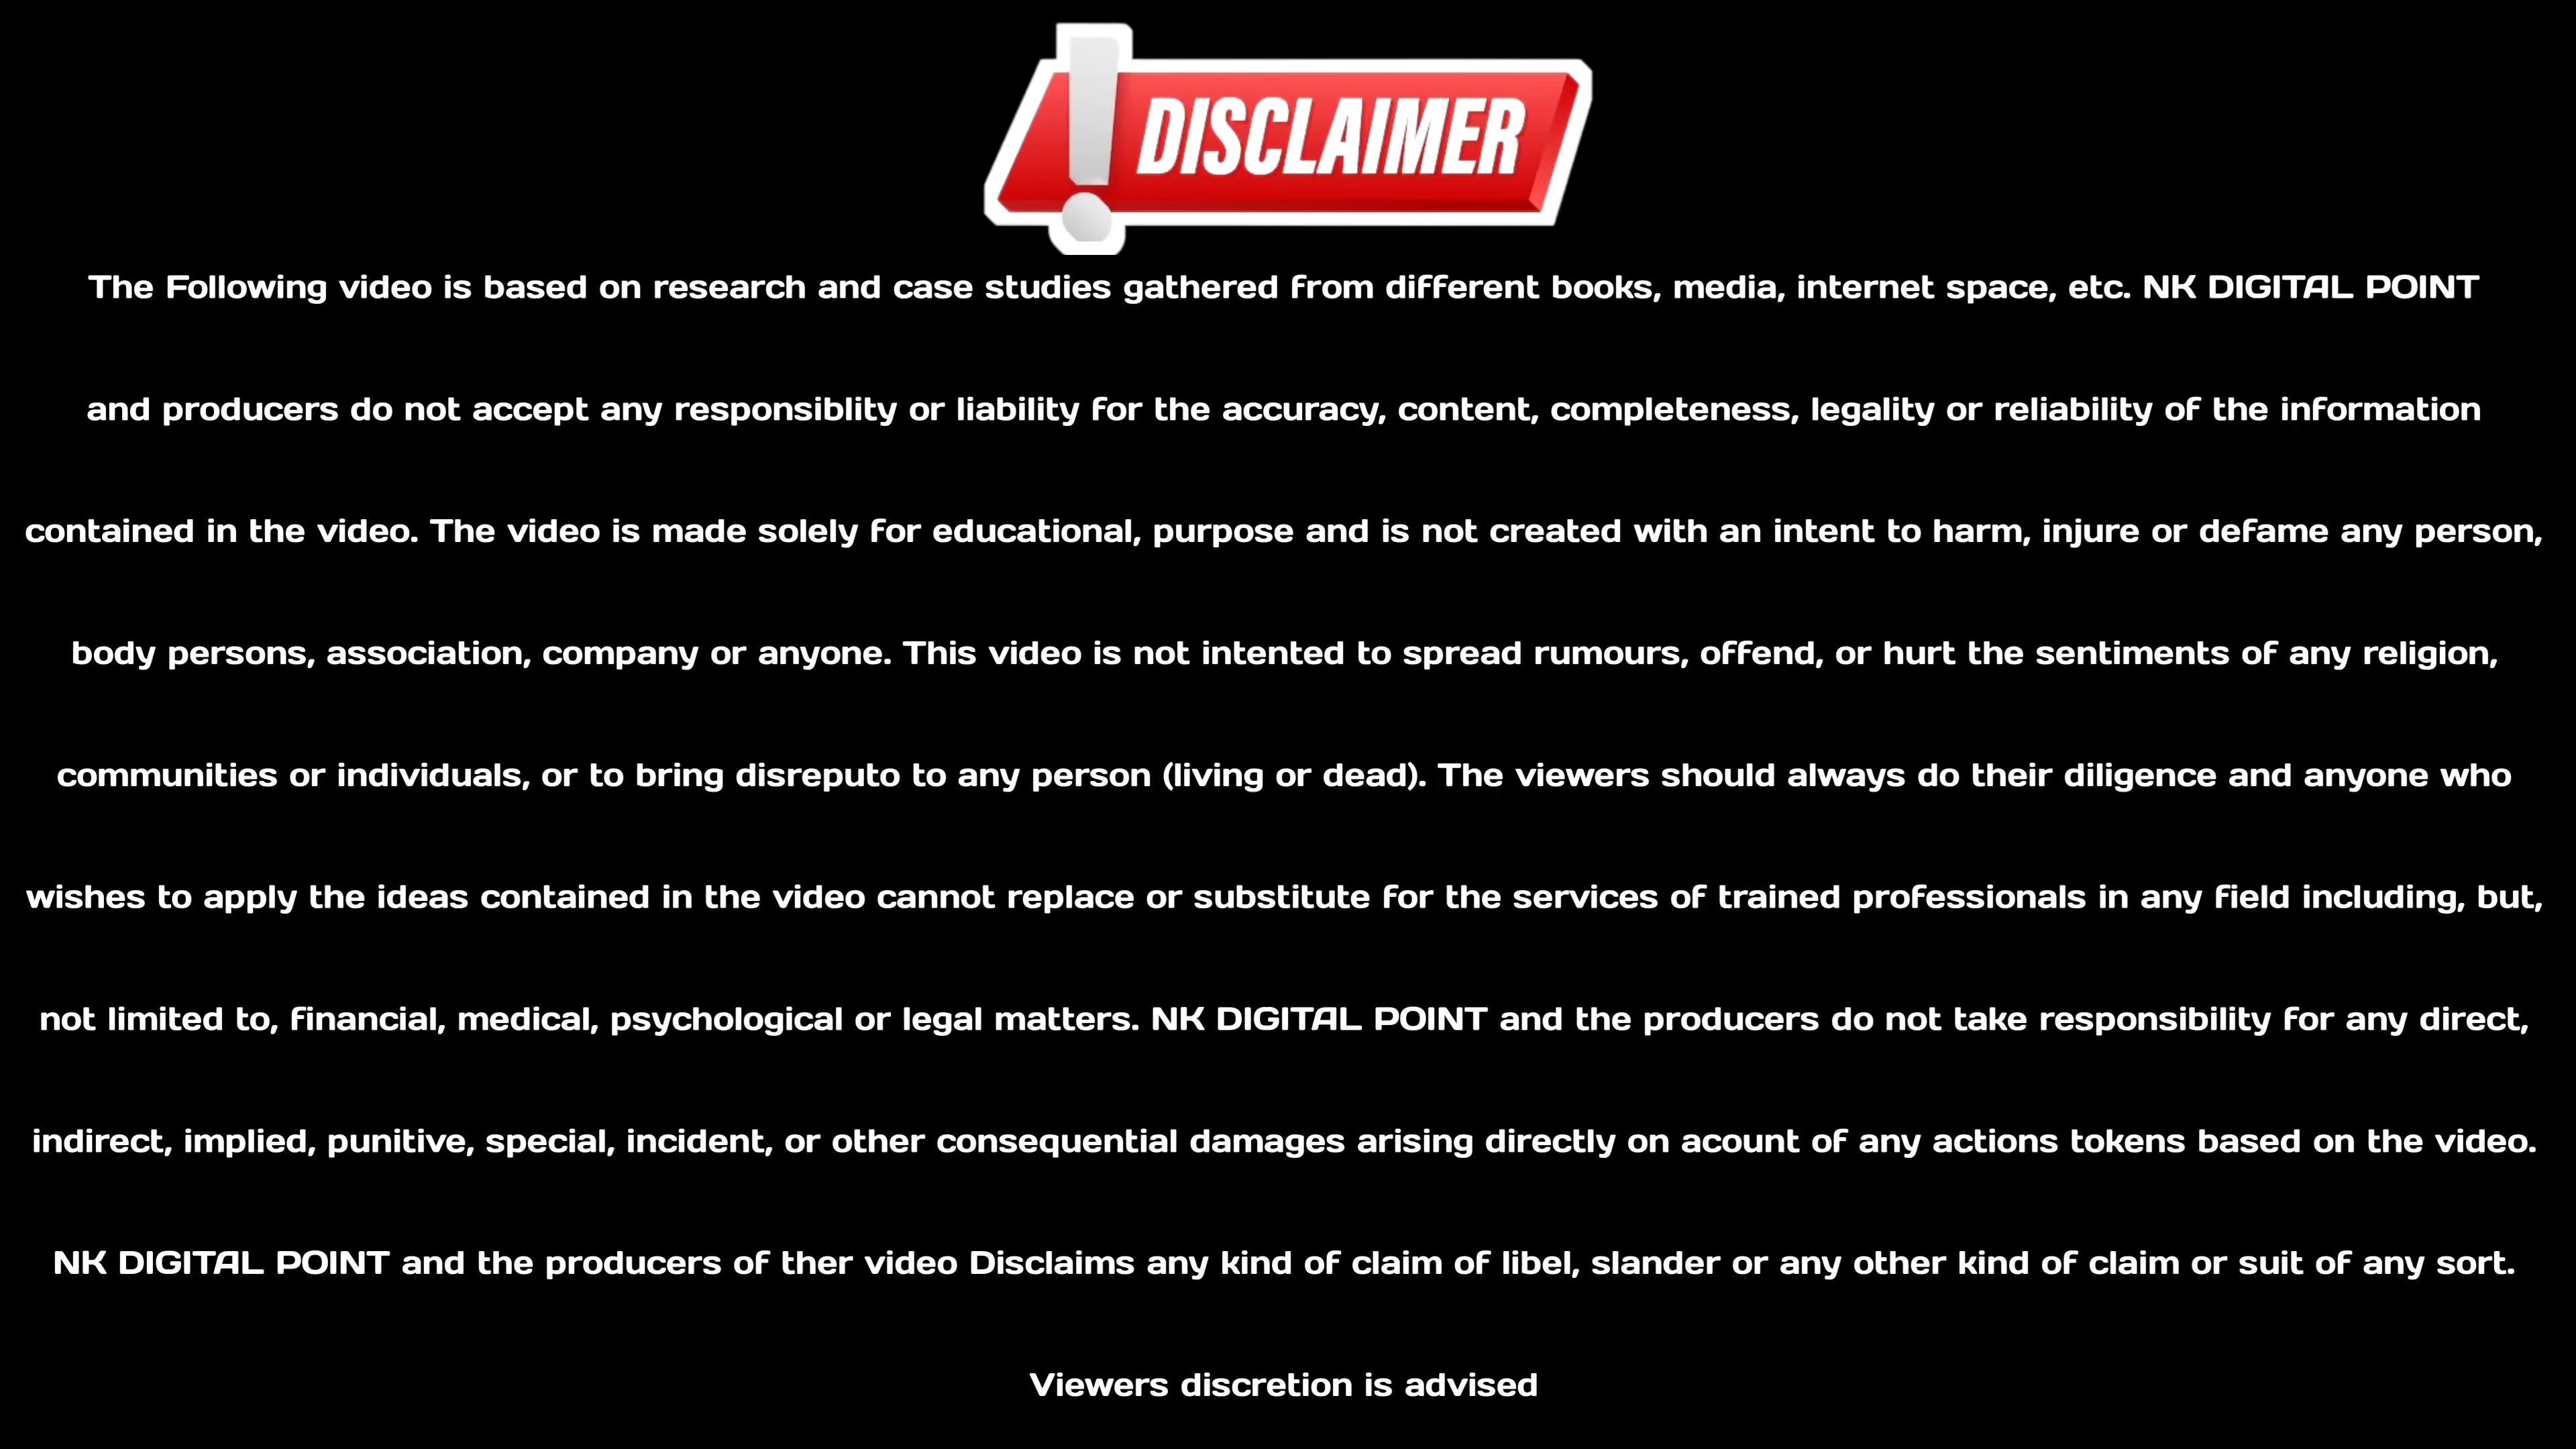 DISCLAIMER
The Following video is based on research and case studies gathered from different books, media, internet space, etc. NK DIGITAL POINT
and producers do not accept any responsiblity or liability for the accuracy, content, completeness, legality or reliability of the information
contained in the video. The video is made solely for educational, purpose and is not created with an intent to harm, injure or defame any person,
body persons, association, company or anyone. This video is not intented to spread rumours, offend, or hurt the sentiments of any religion,
communities or individuals, or to bring disreputo to any person (living or dead). The viewers should always do their diligence and anyone who
wishes to apply the ideas contained in the video cannot replace or substitute for the services of trained professionals in any field including, but,
not limited to, financial, medical, psychological or legal matters. NK DIGITAL POINT and the producers do not take responsibility for any direct,
indirect, implied, punitive, special, incident, or other consequential damages arising directly on acount of any actions tokens based on the video.
NK DIGITAL POINT and the producers of ther video Disclaims any kind of claim of libel, slander or any other kind of claim or suit of any sort.
Viewers discretion is advised